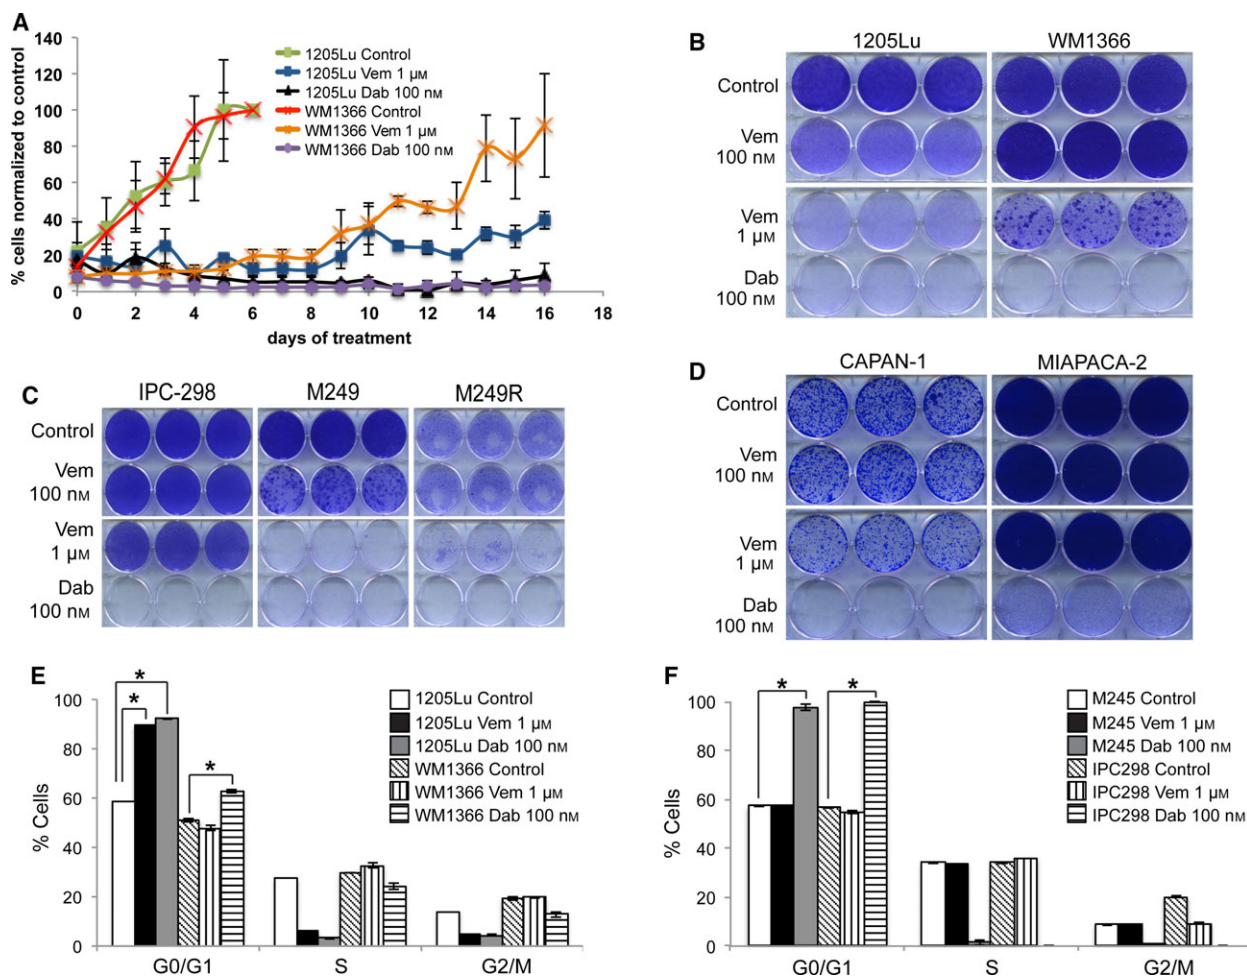 A
140
120
100
80
60
40
20
0
% cells normalized to control
0 2 4 6 8 10 12 14 16 18
days of treatment
1205Lu Control
1205Lu Vem 1 µM
1205Lu Dab 100 nM
WM1366 Control
WM1366 Vem 1 µM
WM1366 Dab 100 nM
B
1205Lu WM1366
Control
Vem
100 nM
Vem
1 µM
Dab
100 nM
C
IPC-298 M249 M249R
Control
Vem
100 nM
Vem
1 µM
Dab
100 nM
D
CAPAN-1 MIAPACA-2
Control
Vem
100 nM
Vem
1 µM
Dab
100 nM
E
100
80
60
40
20
0
% Cells
*
*
*
G0/G1 S G2/M
1205Lu Control
1205Lu Vem 1 µM
1205Lu Dab 100 nM
WM1366 Control
WM1366 Vem 1 µM
WM1366 Dab 100 nM
F
100
80
60
40
20
0
% Cells
* *
G0/G1 S G2/M
M245 Control
M245 Vem 1 µM
M245 Dab 100 nM
IPC298 Control
IPC298 Vem 1 µM
IPC298 Dab 100 nM